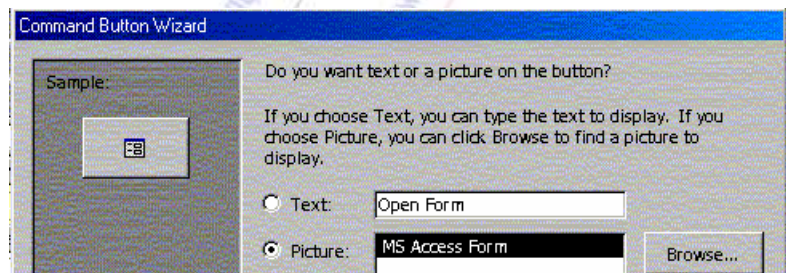 Command Button Wizard
Sample:
Do you want text or a picture on the button?
If you choose Text, you can type the text to display. If you
choose Picture, you can click Browse to find a picture to
display.
Text: Open Form
Picture: MS Access Form Browse...